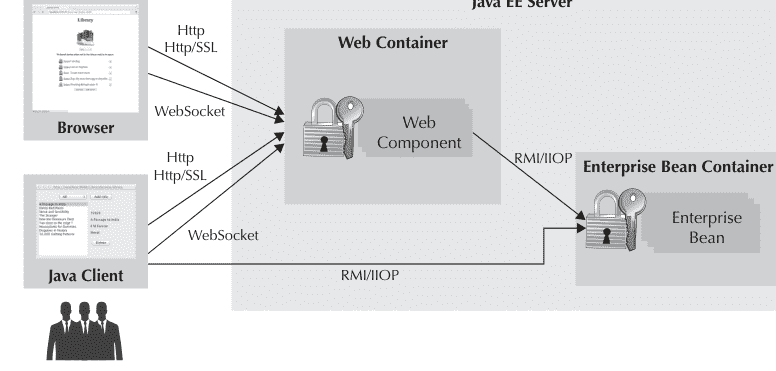 Java EE Server
Library
Http
Http/SSL
Web Container
WebSocket
Browser
Web
Component
Http
Http/SSL
RMI/IIOP
Enterprise Bean Container
WebSocket
Enterprise
Bean
Java Client
RMI/IIOP